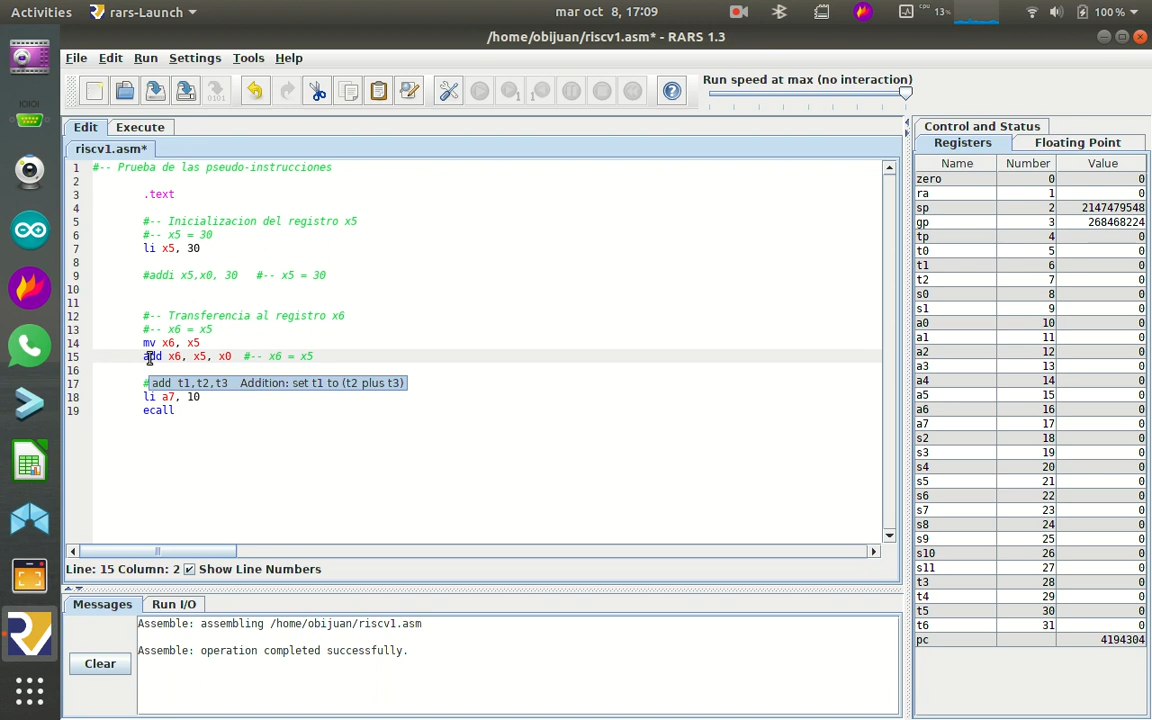 Activities rars-Launch mar oct 8, 17:09 cpu 13% 100 %
/home/obijuan/riscv1.asm* - RARS 1.3
File Edit Run Settings Tools Help
Run speed at max (no interaction)
Edit Execute
riscv1.asm*
1 #-- Prueba de las pseudo-instrucciones
2
3 .text
4
5 #-- Inicializacion del registro x5
6 #-- x5 = 30
7 li x5, 30
8
9 #addi x5,x0, 30 #-- x5 = 30
10
11
12 #-- Transferencia al registro x6
13 #-- x6 = x5
14 mv x6, x5
15 add x6, x5, x0 #-- x6 = x5
16
17 #
add t1,t2,t3 Addition: set t1 to (t2 plus t3)
18 li a7, 10
19 ecall
Line: 15 Column: 2 Show Line Numbers
Messages Run I/O
Assemble: assembling /home/obijuan/riscv1.asm
Assemble: operation completed successfully.
Clear
Control and Status
Registers Floating Point
Name Number Value
zero 0 0
ra 1 0
sp 2 2147479548
gp 3 268468224
tp 4 0
t0 5 0
t1 6 0
t2 7 0
s0 8 0
s1 9 0
a0 10 0
a1 11 0
a2 12 0
a3 13 0
a4 14 0
a5 15 0
a6 16 0
a7 17 0
s2 18 0
s3 19 0
s4 20 0
s5 21 0
s6 22 0
s7 23 0
s8 24 0
s9 25 0
s10 26 0
s11 27 0
t3 28 0
t4 29 0
t5 30 0
t6 31 0
pc 4194304